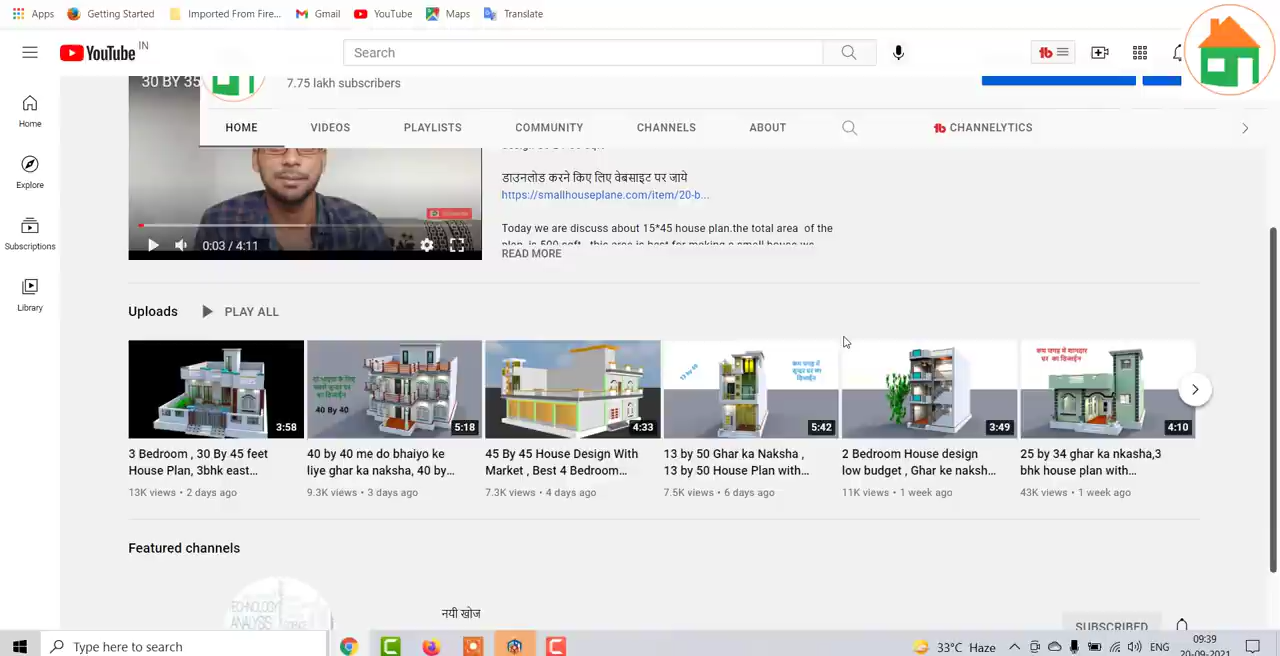 Apps Getting Started Imported From Fire... Gmail YouTube Maps Translate
YouTube IN
Search
30 BY 35
7.75 lakh subscribers
HOME VIDEOS PLAYLISTS COMMUNITY CHANNELS ABOUT CHANNELYTICS
Home
Explore
Subscriptions
Library
डाउनलोड करने किए लिए वेबसाइट पर जाये
https://smallhouseplane.com/item/20-b...
Today we are discuss about 15*45 house plan.the total area of the
READ MORE
0:03 / 4:11
Uploads PLAY ALL
40 By 40
13 by 50
3:58
5:18
4:33
5:42
3:49
4:10
3 Bedroom , 30 By 45 feet
House Plan, 3bhk east...
13K views • 2 days ago
40 by 40 me do bhaiyo ke
liye ghar ka naksha, 40 by...
9.3K views • 3 days ago
45 By 45 House Design With
Market , Best 4 Bedroom...
7.3K views • 4 days ago
13 by 50 Ghar ka Naksha ,
13 by 50 House Plan with...
7.5K views • 6 days ago
2 Bedroom House design
low budget , Ghar ke naksh...
11K views • 1 week ago
25 by 34 ghar ka nkasha,3
bhk house plan with...
43K views • 1 week ago
Featured channels
TECHNOLOGY
ANALYSIS
नयी खोज
SUBSCRIBED
Type here to search
33°C Haze
ENG
09:39
20-09-2021